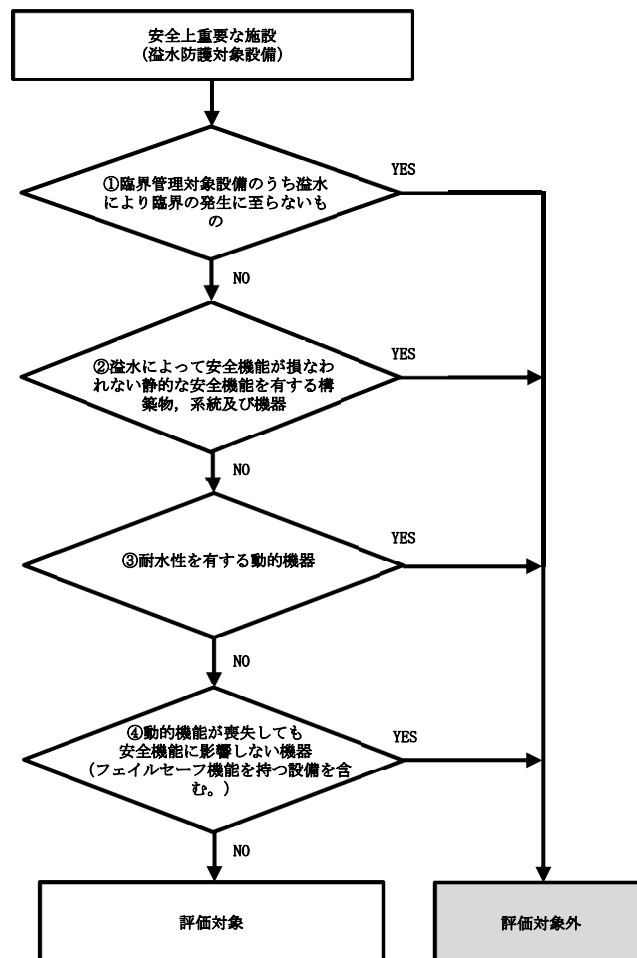 安全上重要な施設
(溢水防護対象設備)
YES
①臨界管理対象設備のうち溢水
により臨界の発生に至らないも
の
NO
YES
②溢水によって安全機能が損なわ
れない静的な安全機能を有する構
築物，系統及び機器
NO
YES
③耐水性を有する動的機器
NO
YES
④動的機能が喪失しても
安全機能に影響しない機器
(フェイルセーフ機能を持つ設備を含
む。)
NO
評価対象
評価対象外